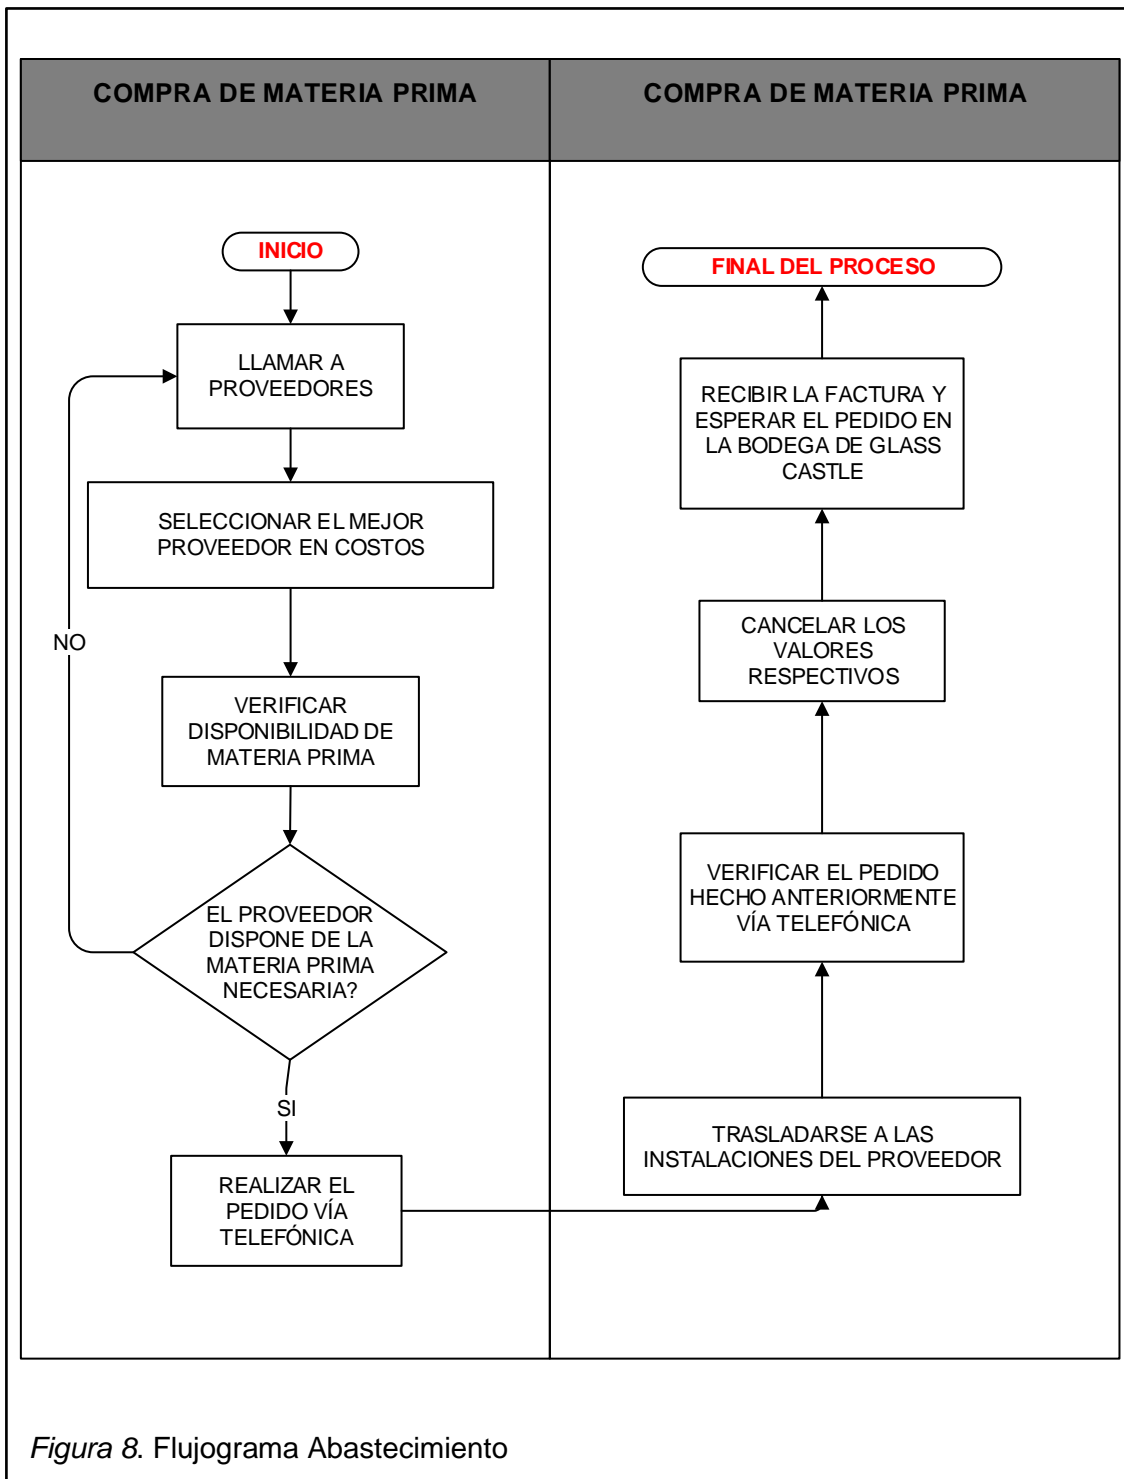 COMPRA DE MATERIA PRIMA
INICIO
LLAMAR A
PROVEEDORES
SELECCIONAR EL MEJOR
PROVEEDOR EN COSTOS
NO
VERIFICAR
DISPONIBILIDAD DE
MATERIA PRIMA
EL PROVEEDOR
DISPONE DE LA
MATERIA PRIMA
NECESARIA?
SI
REALIZAR EL
PEDIDO VÍA
TELEFÓNICA
COMPRA DE MATERIA PRIMA
FINAL DEL PROCESO
RECIBIR LA FACTURA Y
ESPERAR EL PEDIDO EN
LA BODEGA DE GLASS
CASTLE
CANCELAR LOS
VALORES
RESPECTIVOS
VERIFICAR EL PEDIDO
HECHO ANTERIORMENTE
VÍA TELEFÓNICA
TRASLADARSE A LAS
INSTALACIONES DEL PROVEEDOR
Figura 8. Flujograma Abastecimiento